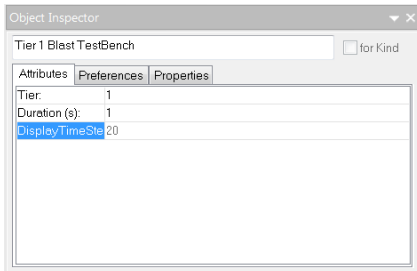 Object Inspector
Tier 1 Blast TestBench
for Kind
Attributes Preferences Properties
Tier: 1
Duration (s): 1
DisplayTimeSte 20